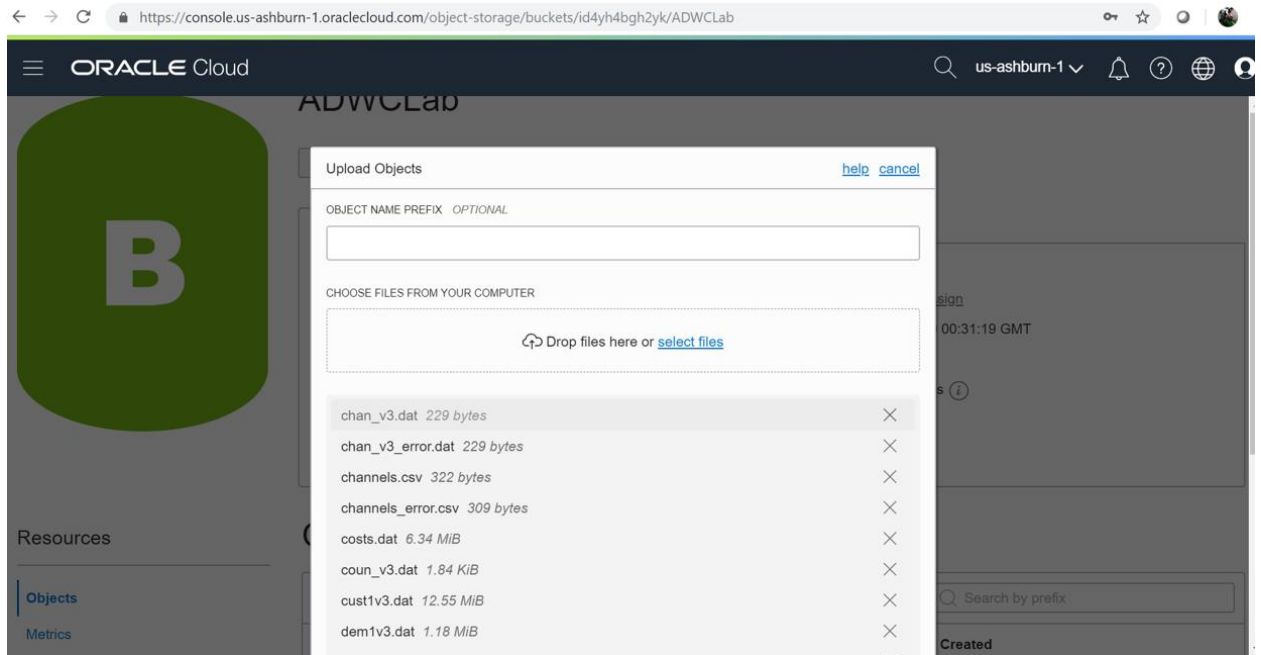 https://console.us-ashburn-1.oraclecloud.com/object-storage/buckets/id4yh4bgh2yk/ADWCLab
ORACLE Cloud
us-ashburn-1
ADWCLab
B
Upload Objects
help cancel
OBJECT NAME PREFIX OPTIONAL
CHOOSE FILES FROM YOUR COMPUTER
Drop files here or select files
sign
00:31:19 GMT
s
chan_v3.dat 229 bytes
chan_v3_error.dat 229 bytes
channels.csv 322 bytes
channels_error.csv 309 bytes
costs.dat 6.34 MiB
coun_v3.dat 1.84 KiB
cust1v3.dat 12.55 MiB
dem1v3.dat 1.18 MiB
Resources
Objects
Metrics
Search by prefix
Created